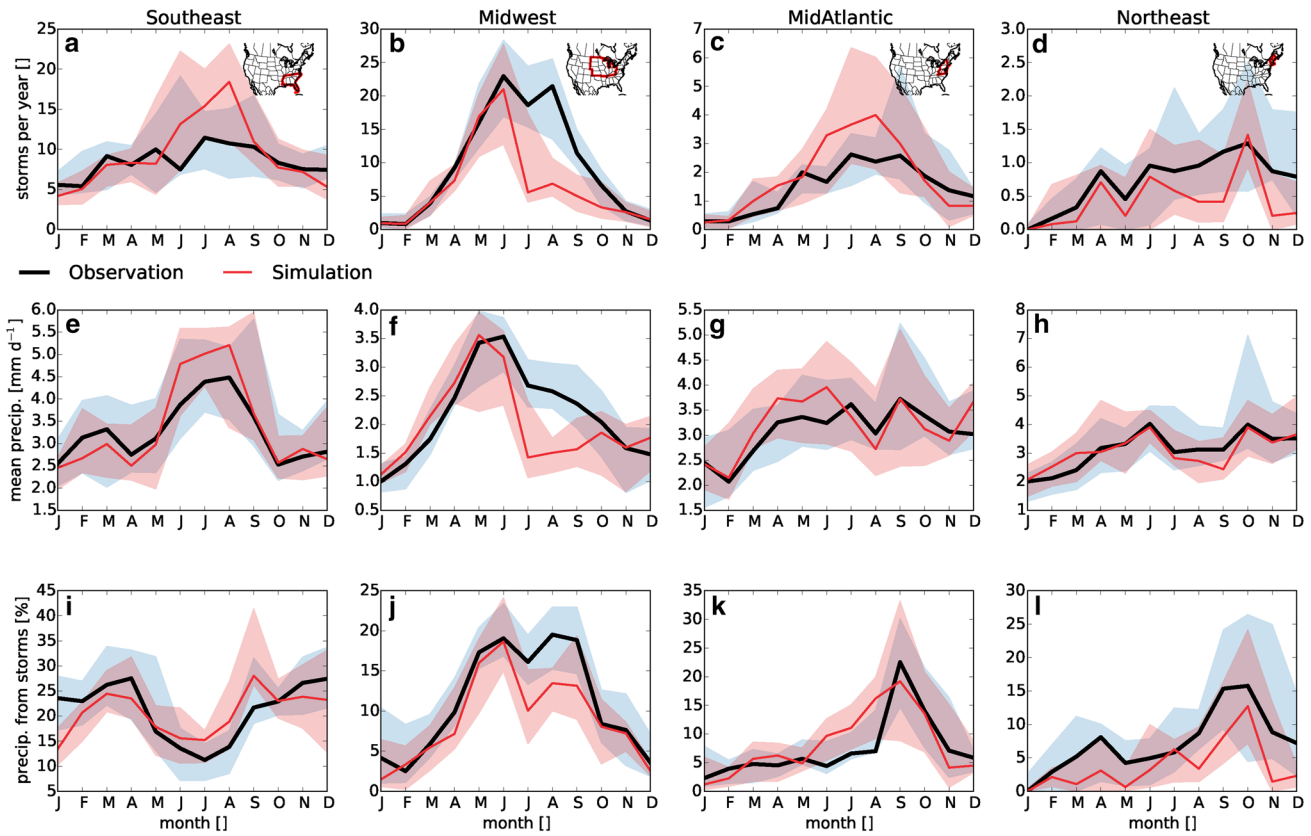 Southeast Midwest MidAtlantic Northeast
a b c d
storms per year []
25 20 15 10 5 0
30 25 20 15 10 5 0
7 6 5 4 3 2 1 0
3.0 2.5 2.0 1.5 1.0 0.5 0.0
J F M A M J J A S O N D J F M A M J J A S O N D J F M A M J J A S O N D J F M A M J J A S O N D
Observation Simulation
e f g h
mean precip. [mm d⁻¹]
6.0 5.5 5.0 4.5 4.0 3.5 3.0 2.5 2.0 1.5
4.0 3.5 3.0 2.5 2.0 1.5 1.0 0.5
5.5 5.0 4.5 4.0 3.5 3.0 2.5 2.0 1.5
8 7 6 5 4 3 2 1
J F M A M J J A S O N D J F M A M J J A S O N D J F M A M J J A S O N D J F M A M J J A S O N D
i j k l
precip. from storms [%]
45 40 35 30 25 20 15 10 5
25 20 15 10 5 0
35 30 25 20 15 10 5 0
30 25 20 15 10 5 0
J F M A M J J A S O N D J F M A M J J A S O N D J F M A M J J A S O N D J F M A M J J A S O N D
month [] month [] month [] month []